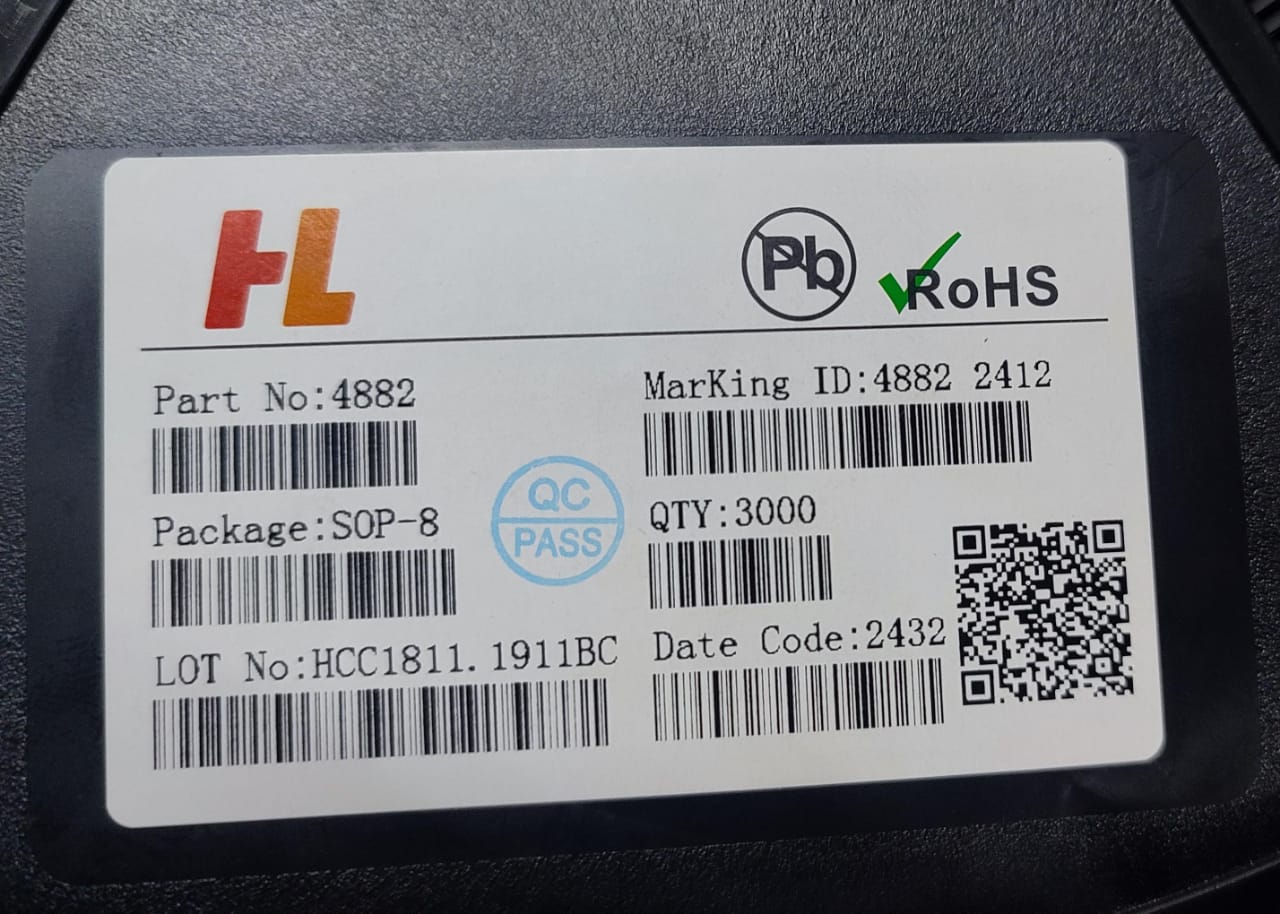 HL
Pb
RoHS
Part No:4882
MarKing ID:4882 2412
QC
PASS
Package:SOP-8
QTY:3000
LOT No:HCC1811.1911BC
Date Code:2432